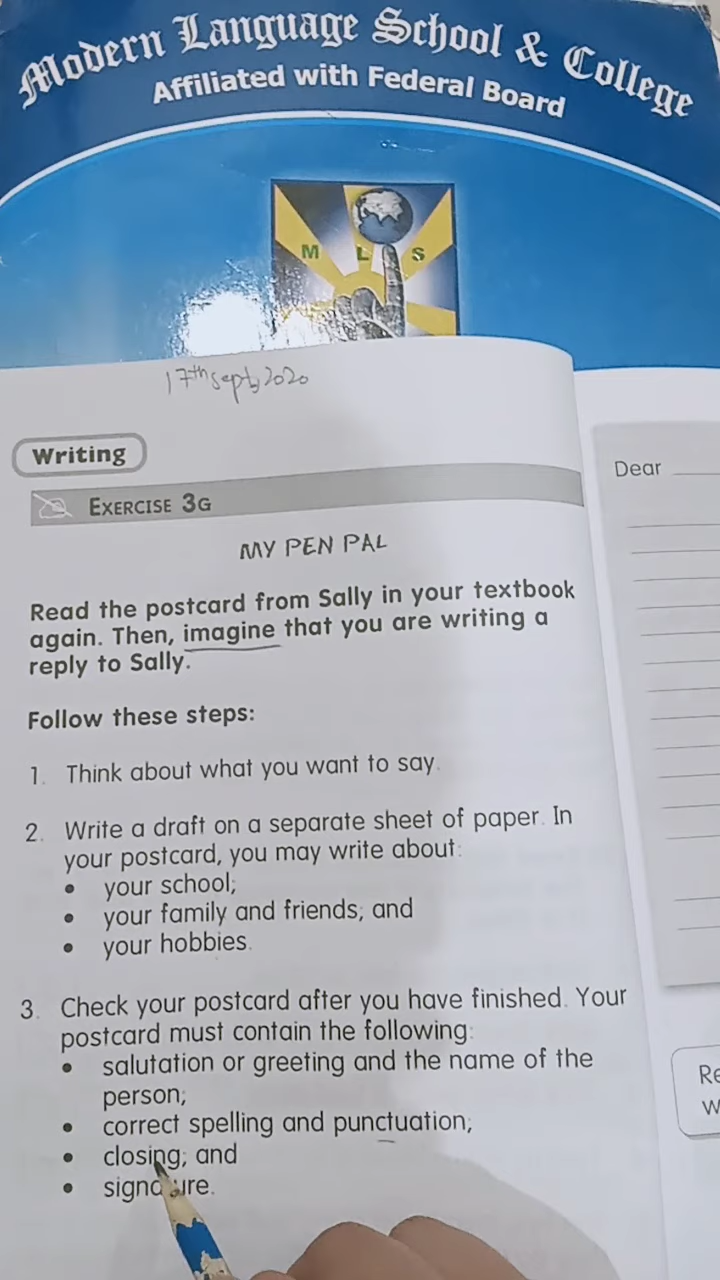 Modern Language School & College
Affiliated with Federal Board
M L S
17th Sept, 2020
Writing
EXERCISE 3G
MY PEN PAL
Read the postcard from Sally in your textbook
again. Then, imagine that you are writing a
reply to Sally.
Follow these steps:
1. Think about what you want to say.
2. Write a draft on a separate sheet of paper. In
your postcard, you may write about:
• your school;
• your family and friends; and
• your hobbies.
3. Check your postcard after you have finished. Your
postcard must contain the following:
• salutation or greeting and the name of the
person;
• correct spelling and punctuation;
• closing; and
• signature.
Dear